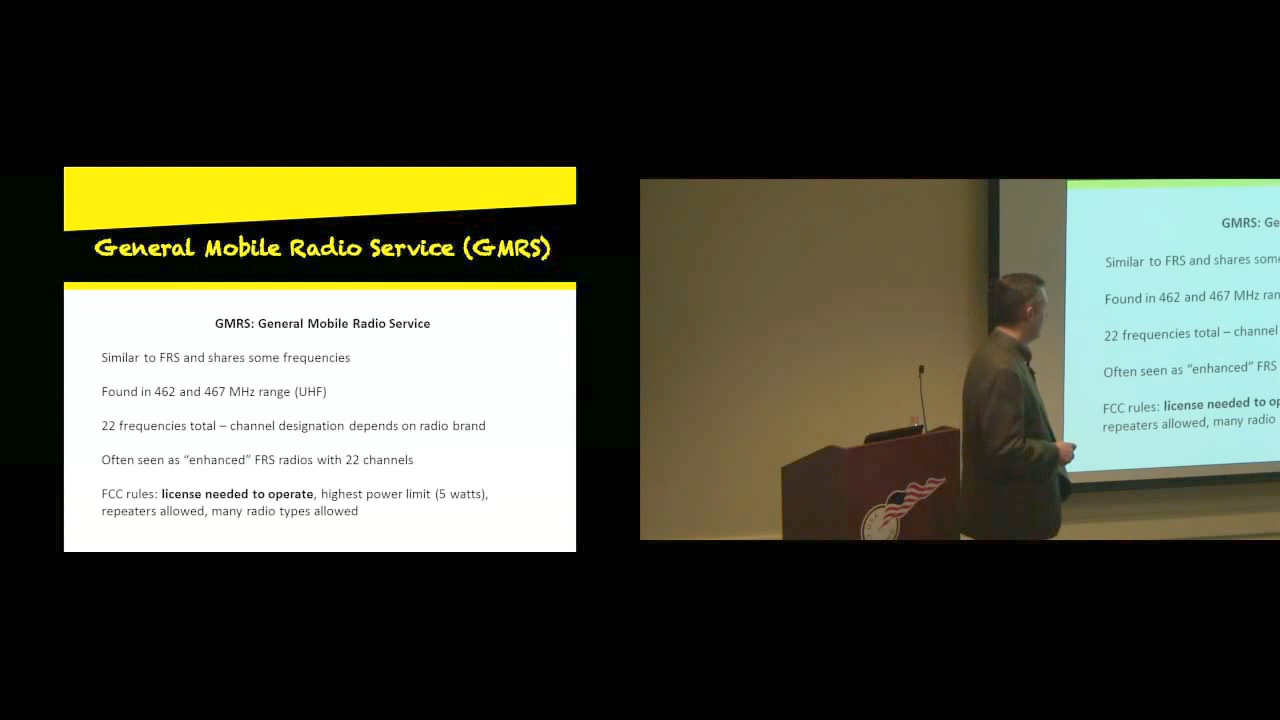 General Mobile Radio Service (GMRS)
GMRS: General Mobile Radio Service
Similar to FRS and shares some frequencies
Found in 462 and 467 MHz range (UHF)
22 frequencies total – channel designation depends on radio brand
Often seen as “enhanced” FRS radios with 22 channels
FCC rules: license needed to operate, highest power limit (5 watts),
repeaters allowed, many radio types allowed
GMRS: Ge
Similar to FRS and shares som
Found in 462 and 467 MHz ran
22 frequencies total – channel
Often seen as “enhanced” FRS
FCC rules: license needed to op
repeaters allowed, many radio
USA